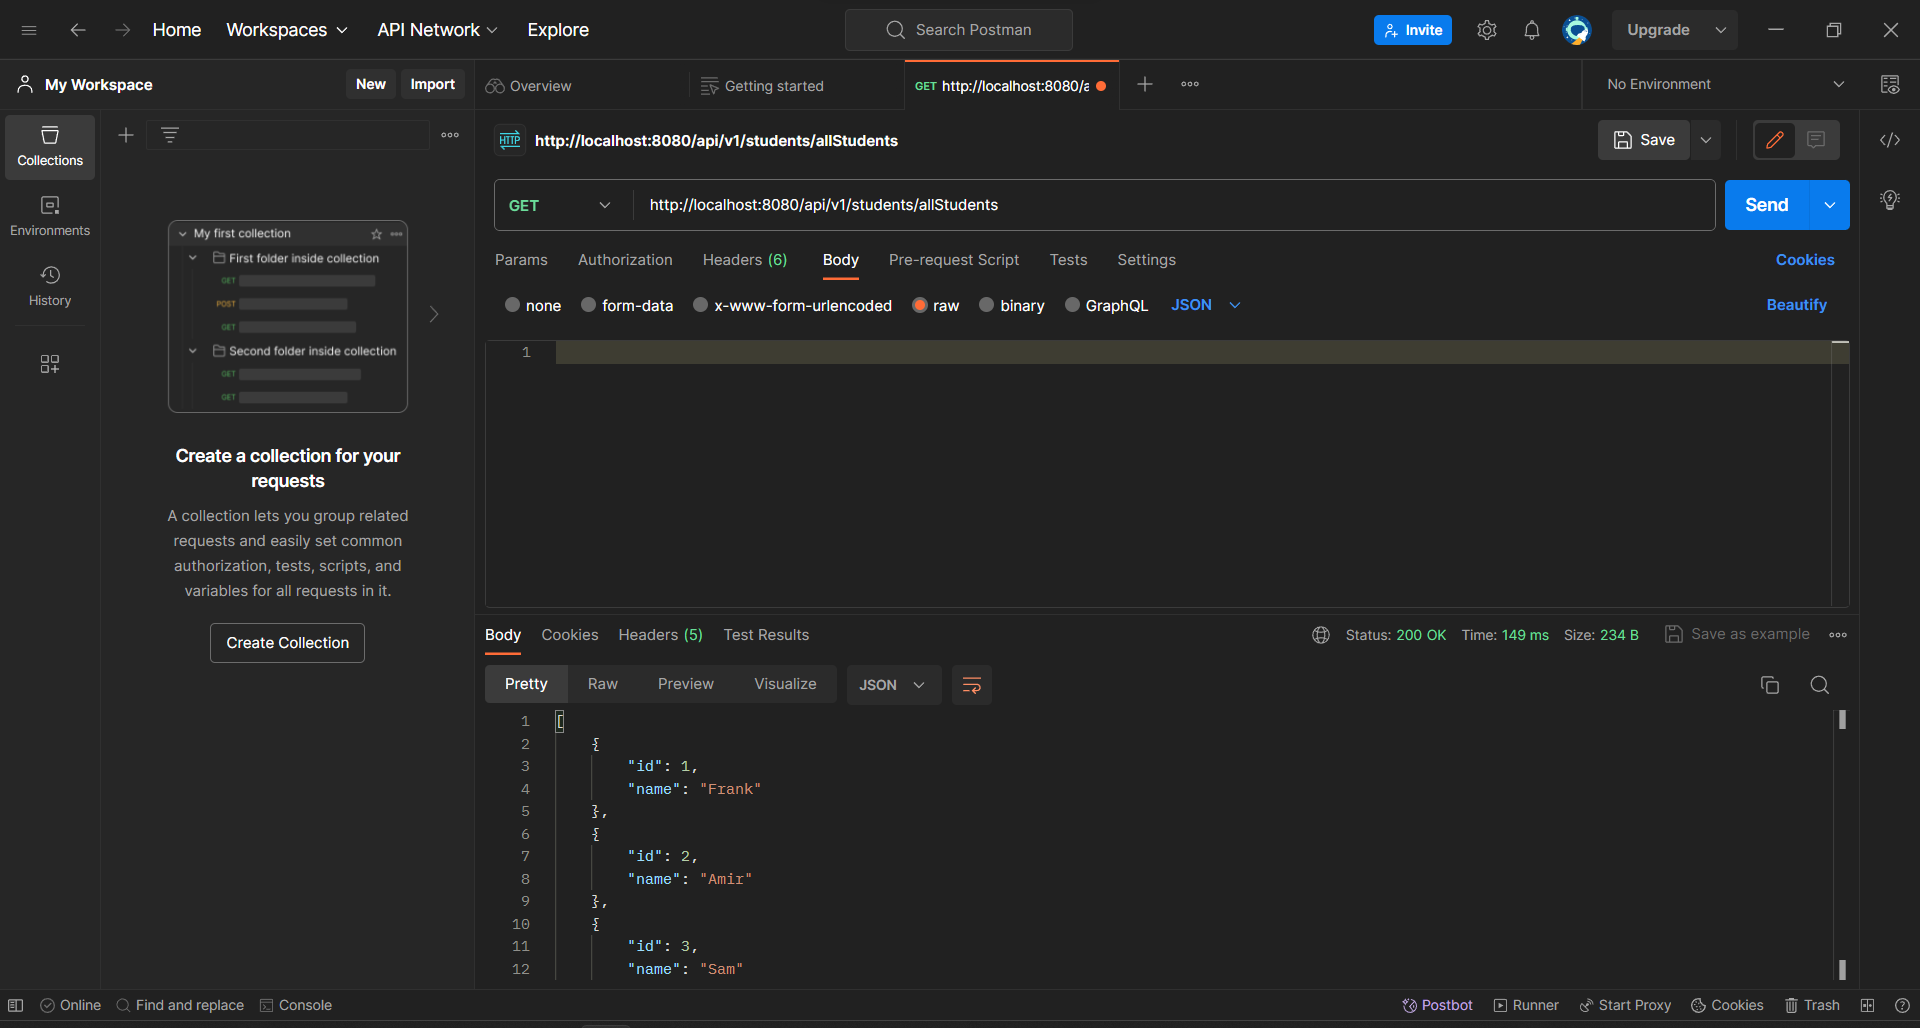 Home Workspaces API Network Explore Search Postman Invite Upgrade
My Workspace New Import Overview Getting started GET http://localhost:8080/a No Environment
Collections
Environments
History
My first collection
First folder inside collection
GET
POST
GET
Second folder inside collection
GET
GET
Create a collection for your
requests
A collection lets you group related
requests and easily set common
authorization, tests, scripts, and
variables for all requests in it.
Create Collection
HTTP http://localhost:8080/api/v1/students/allStudents Save
GET http://localhost:8080/api/v1/students/allStudents Send
Params Authorization Headers (6) Body Pre-request Script Tests Settings Cookies
none form-data x-www-form-urlencoded raw binary GraphQL JSON Beautify
1
Body Cookies Headers (5) Test Results Status: 200 OK Time: 149 ms Size: 234 B Save as example
Pretty Raw Preview Visualize JSON
1 [
2 {
3 "id": 1,
4 "name": "Frank"
5 },
6 {
7 "id": 2,
8 "name": "Amir"
9 },
10 {
11 "id": 3,
12 "name": "Sam"
Online Find and replace Console Postbot Runner Start Proxy Cookies Trash